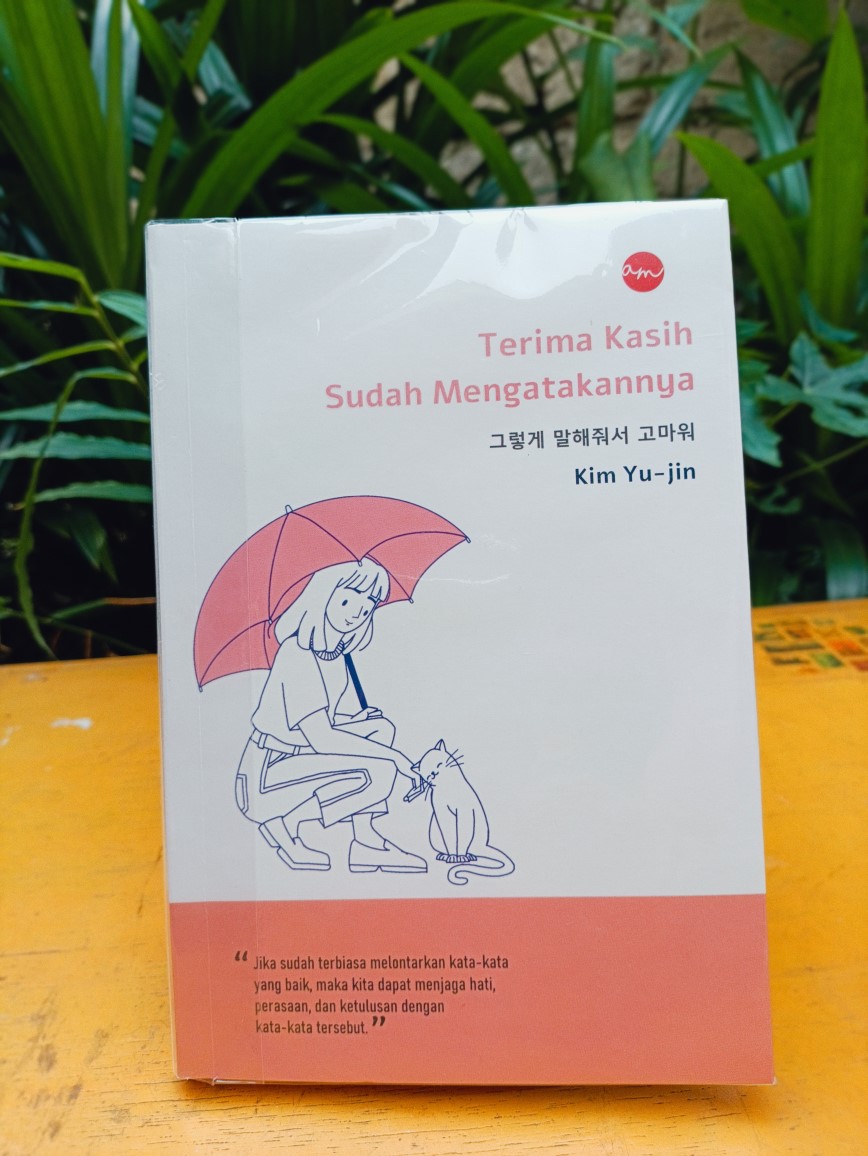 am
Terima Kasih
Sudah Mengatakannya
그렇게 말해줘서 고마워
Kim Yu-jin
“Jika sudah terbiasa melontarkan kata-kata
yang baik, maka kita dapat menjaga hati,
perasaan, dan ketulusan dengan
kata-kata tersebut.”